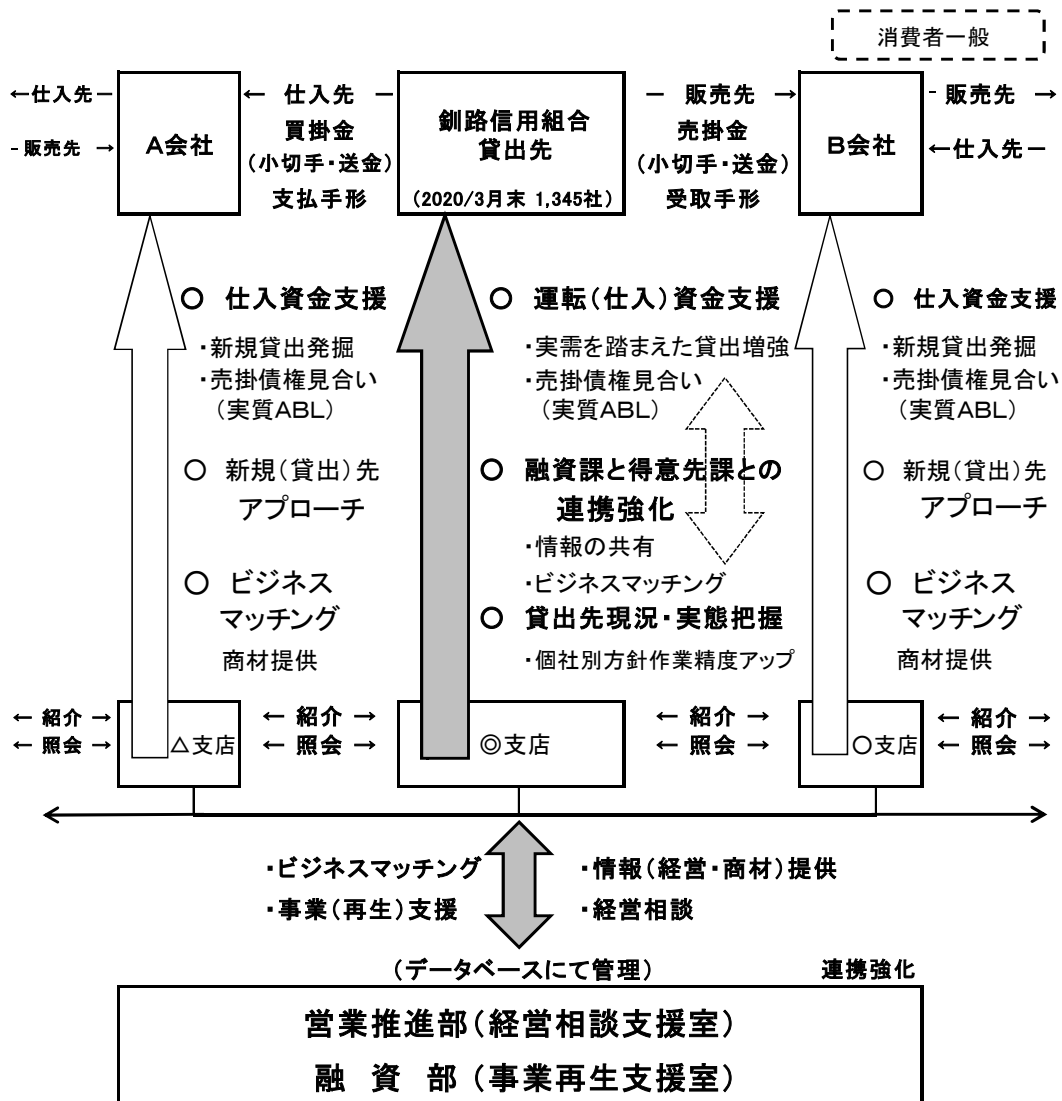 消費者一般
←仕入先－
－販売先 →
A会社
← 仕入先 －
買掛金
(小切手・送金)
支払手形
釧路信用組合
貸出先
(2020/3月末 1,345社)
－ 販売先 →
売掛金
(小切手・送金)
受取手形
B会社
－販売先 →
←仕入先－
○ 仕入資金支援
・新規貸出発掘
・売掛債権見合い
(実質ABL)
○ 新規(貸出)先
アプローチ
○ ビジネス
マッチング
商材提供
○ 運転(仕入)資金支援
・実需を踏まえた貸出増強
・売掛債権見合い
(実質ABL)
○ 融資課と得意先課との
連携強化
・情報の共有
・ビジネスマッチング
○ 貸出先現況・実態把握
・個社別方針作業精度アップ
○ 仕入資金支援
・新規貸出発掘
・売掛債権見合い
(実質ABL)
○ 新規(貸出)先
アプローチ
○ ビジネス
マッチング
商材提供
← 紹介 →
← 照会 →
△支店
← 紹介 →
← 照会 →
◎支店
← 紹介 →
← 照会 →
○支店
← 紹介 →
← 照会 →
・ビジネスマッチング
・事業(再生)支援
・情報(経営・商材)提供
・経営相談
(データベースにて管理)
連携強化
営業推進部(経営相談支援室)
融 資 部 (事業再生支援室)